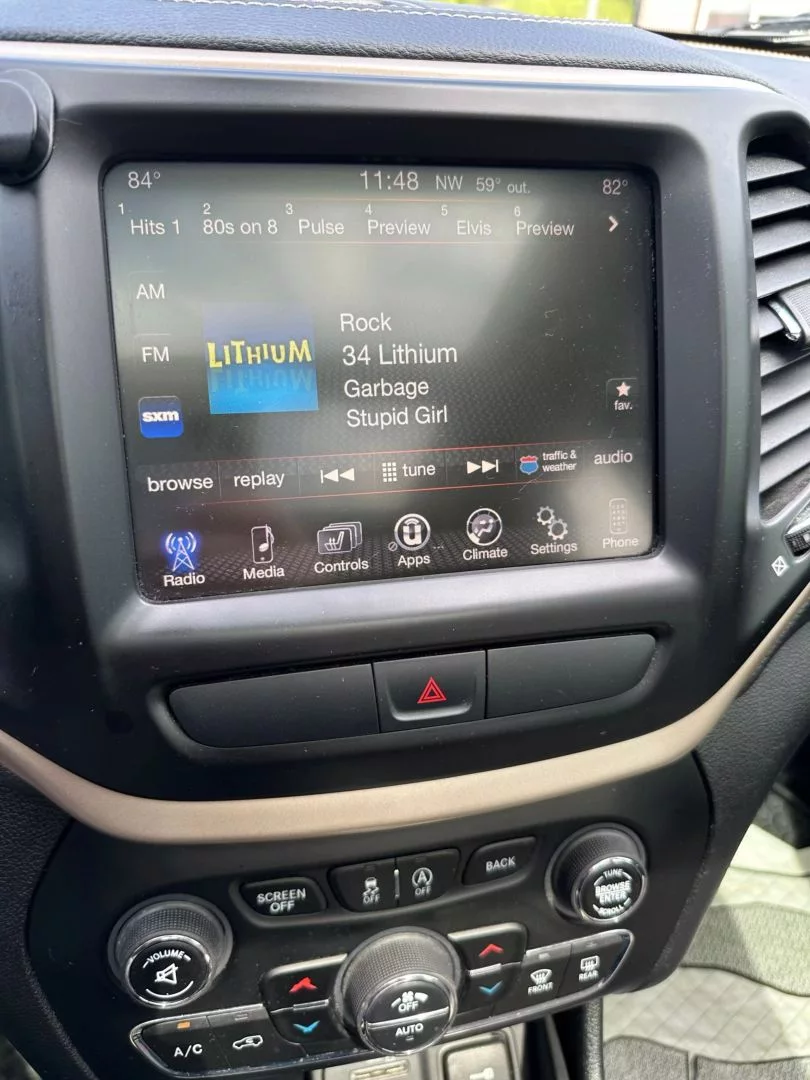 84° 11:48 NW 59° out. 82°
1 Hits 1 2 80s on 8 3 Pulse 4 Preview 5 Elvis 6 Preview
AM
FM
sxm
LITHIUM
Rock
34 Lithium
Garbage
Stupid Girl
fav.
browse replay tune traffic & weather audio
Radio Media Controls Apps Climate Settings Phone
SCREEN OFF
OFF
A OFF
BACK
TUNE
BROWSE
ENTER
SCROLL
VOLUME
OFF
AUTO
FRONT
REAR
A/C